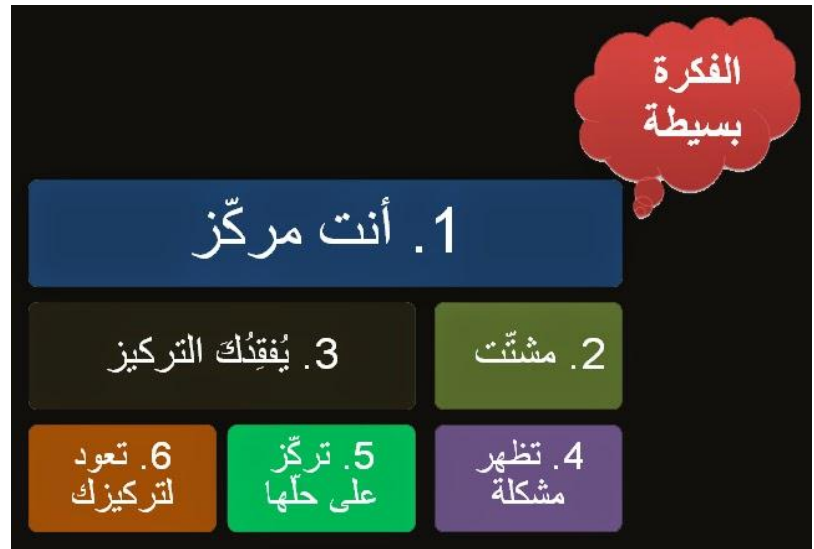 الفكرة
بسيطة
1. أنت مركّز
2. مشتّت
3. يُفقِدُكَ التركيز
4. تظهر
مشكلة
5. تركّز
على حلّها
6. تعود
لتركيزك